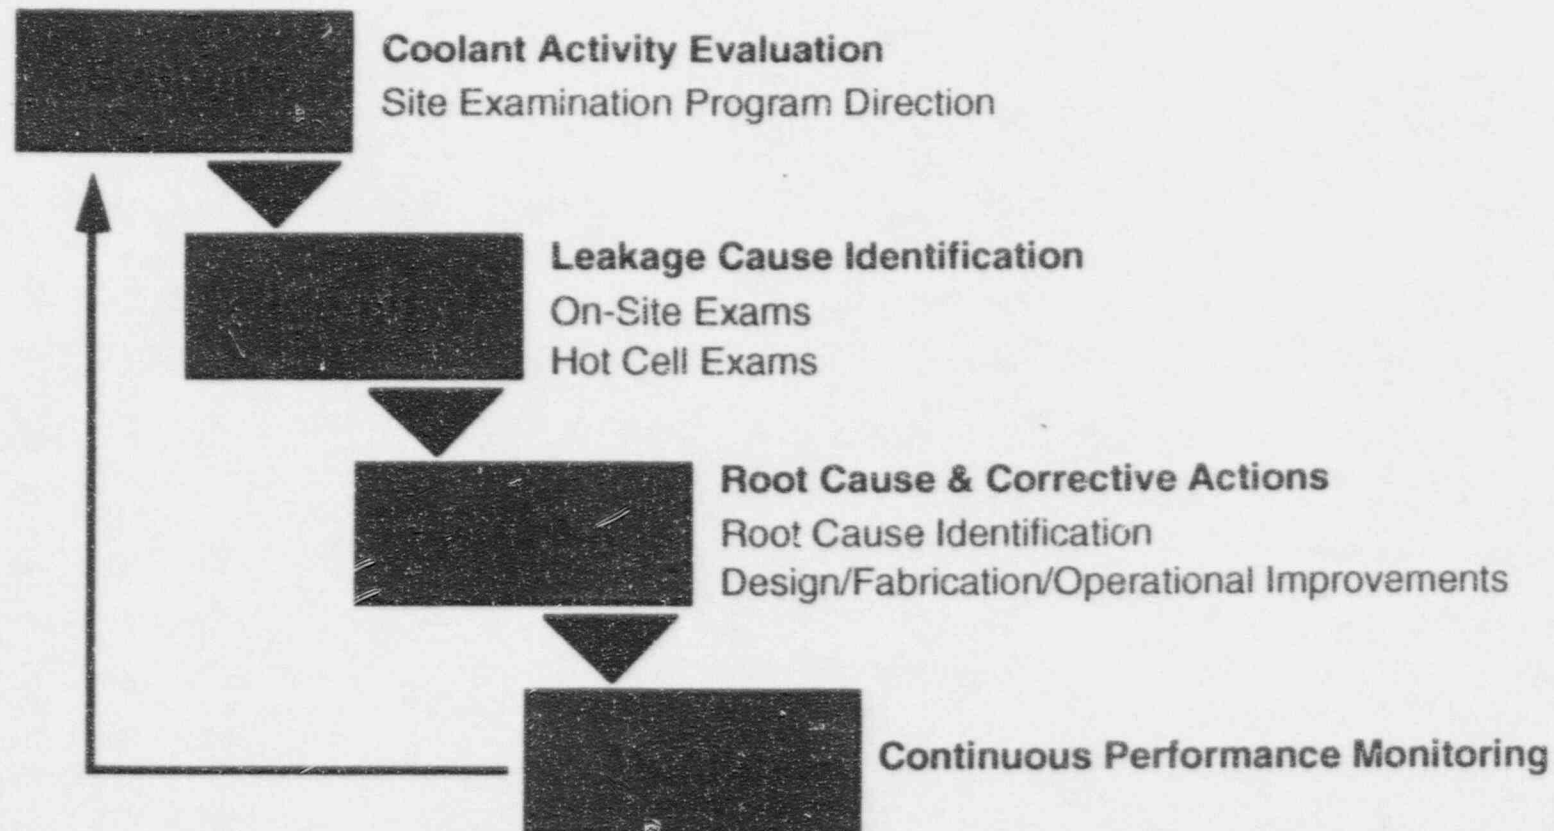 Coolant Activity Evaluation
Site Examination Program Direction
Leakage Cause Identification
On-Site Exams
Hot Cell Exams
Root Cause & Corrective Actions
Root Cause Identification
Design/Fabrication/Operational Improvements
Continuous Performance Monitoring